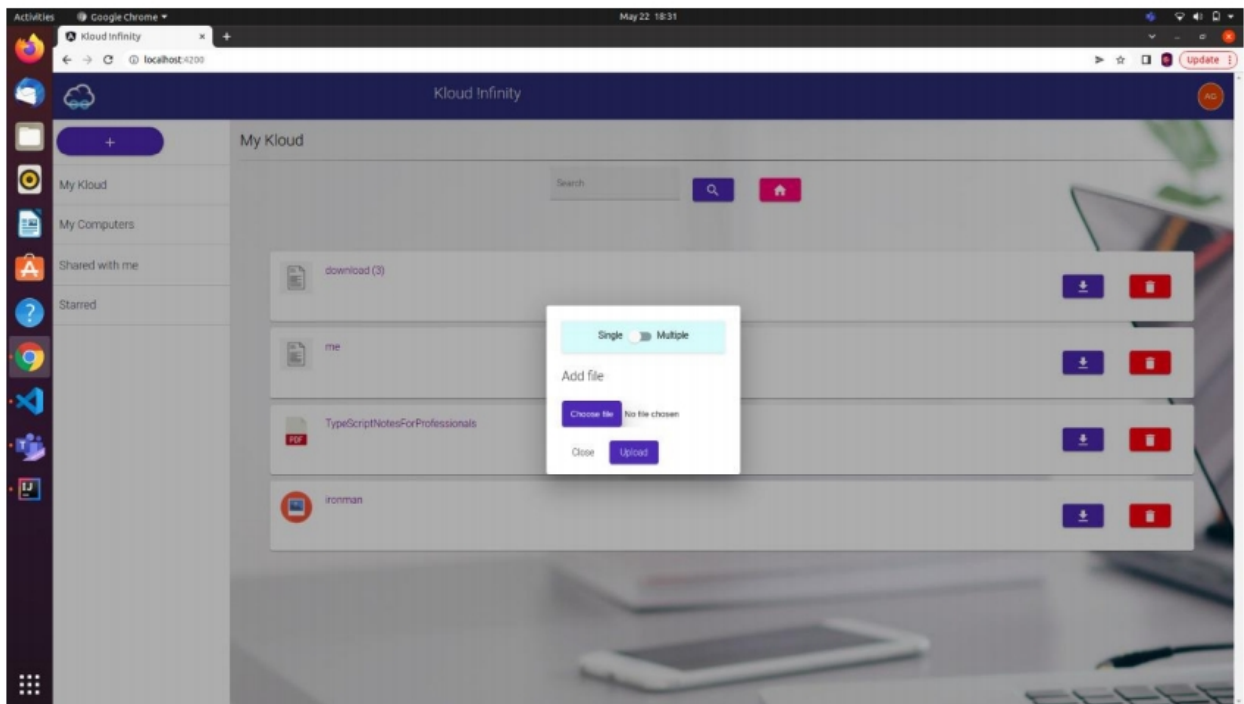 Activities Google Chrome May 22 18:31
Kloud Infinity
localhost:4200 Update
Kloud !nfinity AG
+
My Kloud
My Computers
Shared with me
Starred
My Kloud
Search
download (3)
me
PDF TypeScriptNotesForProfessionals
ironman
Single Multiple
Add file
Choose file No file chosen
Close Upload